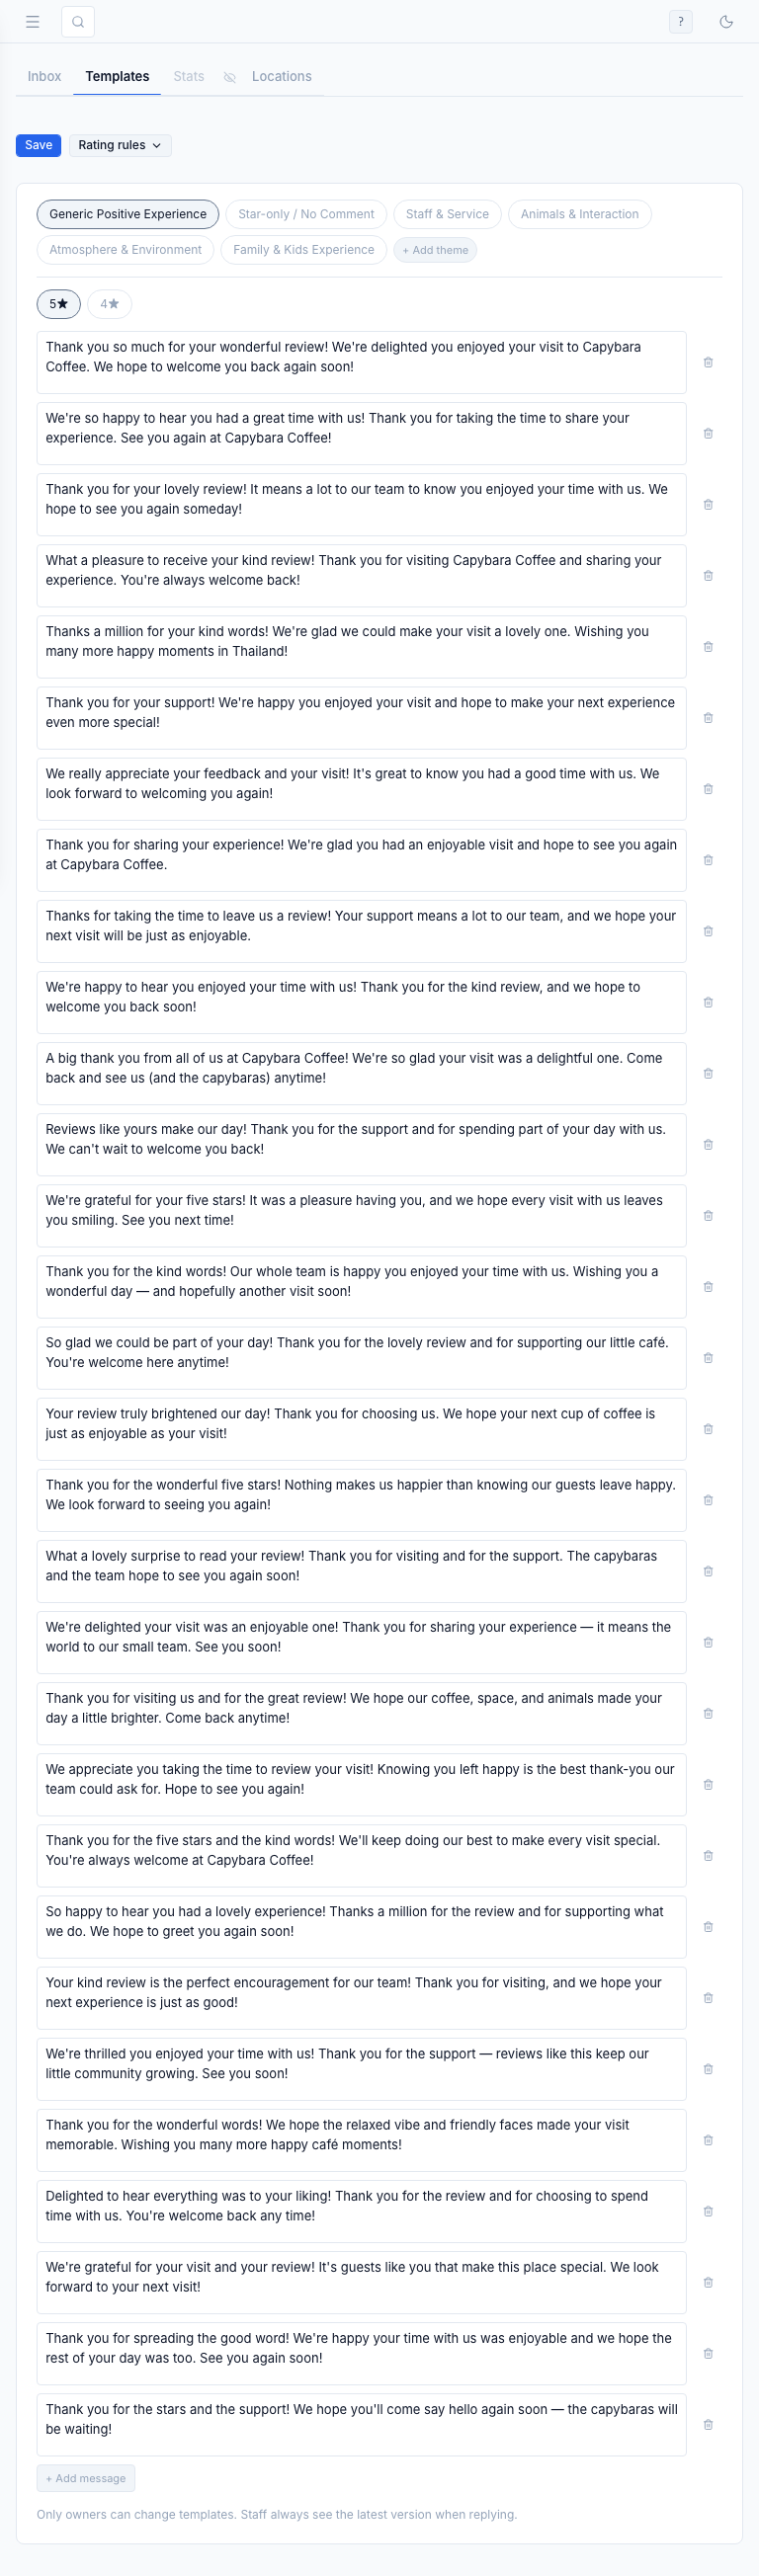 ?
Inbox
Templates
Stats
Locations
Save
Rating rules
Generic Positive Experience
Star-only / No Comment
Staff & Service
Animals & Interaction
Atmosphere & Environment
Family & Kids Experience
+ Add theme
5★
4★
Thank you so much for your wonderful review! We're delighted you enjoyed your visit to Capybara
Coffee. We hope to welcome you back again soon!
We're so happy to hear you had a great time with us! Thank you for taking the time to share your
experience. See you again at Capybara Coffee!
Thank you for your lovely review! It means a lot to our team to know you enjoyed your time with us. We
hope to see you again someday!
What a pleasure to receive your kind review! Thank you for visiting Capybara Coffee and sharing your
experience. You're always welcome back!
Thanks a million for your kind words! We're glad we could make your visit a lovely one. Wishing you
many more happy moments in Thailand!
Thank you for your support! We're happy you enjoyed your visit and hope to make your next experience
even more special!
We really appreciate your feedback and your visit! It's great to know you had a good time with us. We
look forward to welcoming you again!
Thank you for sharing your experience! We're glad you had an enjoyable visit and hope to see you again
at Capybara Coffee.
Thanks for taking the time to leave us a review! Your support means a lot to our team, and we hope your
next visit will be just as enjoyable.
We're happy to hear you enjoyed your time with us! Thank you for the kind review, and we hope to
welcome you back soon!
A big thank you from all of us at Capybara Coffee! We're so glad your visit was a delightful one. Come
back and see us (and the capybaras) anytime!
Reviews like yours make our day! Thank you for the support and for spending part of your day with us.
We can't wait to welcome you back!
We're grateful for your five stars! It was a pleasure having you, and we hope every visit with us leaves
you smiling. See you next time!
Thank you for the kind words! Our whole team is happy you enjoyed your time with us. Wishing you a
wonderful day — and hopefully another visit soon!
So glad we could be part of your day! Thank you for the lovely review and for supporting our little café.
You're welcome here anytime!
Your review truly brightened our day! Thank you for choosing us. We hope your next cup of coffee is
just as enjoyable as your visit!
Thank you for the wonderful five stars! Nothing makes us happier than knowing our guests leave happy.
We look forward to seeing you again!
What a lovely surprise to read your review! Thank you for visiting and for the support. The capybaras
and the team hope to see you again soon!
We're delighted your visit was an enjoyable one! Thank you for sharing your experience — it means the
world to our small team. See you soon!
Thank you for visiting us and for the great review! We hope our coffee, space, and animals made your
day a little brighter. Come back anytime!
We appreciate you taking the time to review your visit! Knowing you left happy is the best thank-you our
team could ask for. Hope to see you again!
Thank you for the five stars and the kind words! We'll keep doing our best to make every visit special.
You're always welcome at Capybara Coffee!
So happy to hear you had a lovely experience! Thanks a million for the review and for supporting what
we do. We hope to greet you again soon!
Your kind review is the perfect encouragement for our team! Thank you for visiting, and we hope your
next experience is just as good!
We're thrilled you enjoyed your time with us! Thank you for the support — reviews like this keep our
little community growing. See you soon!
Thank you for the wonderful words! We hope the relaxed vibe and friendly faces made your visit
memorable. Wishing you many more happy café moments!
Delighted to hear everything was to your liking! Thank you for the review and for choosing to spend
time with us. You're welcome back any time!
We're grateful for your visit and your review! It's guests like you that make this place special. We look
forward to your next visit!
Thank you for spreading the good word! We're happy your time with us was enjoyable and we hope the
rest of your day was too. See you again soon!
Thank you for the stars and the support! We hope you'll come say hello again soon — the capybaras will
be waiting!
+ Add message
Only owners can change templates. Staff always see the latest version when replying.